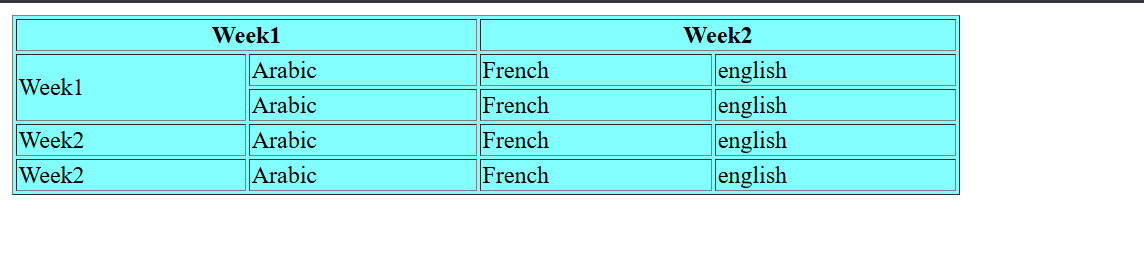 Week1 Week2
Week1 Arabic French english
Arabic French english
Week2 Arabic French english
Week2 Arabic French english